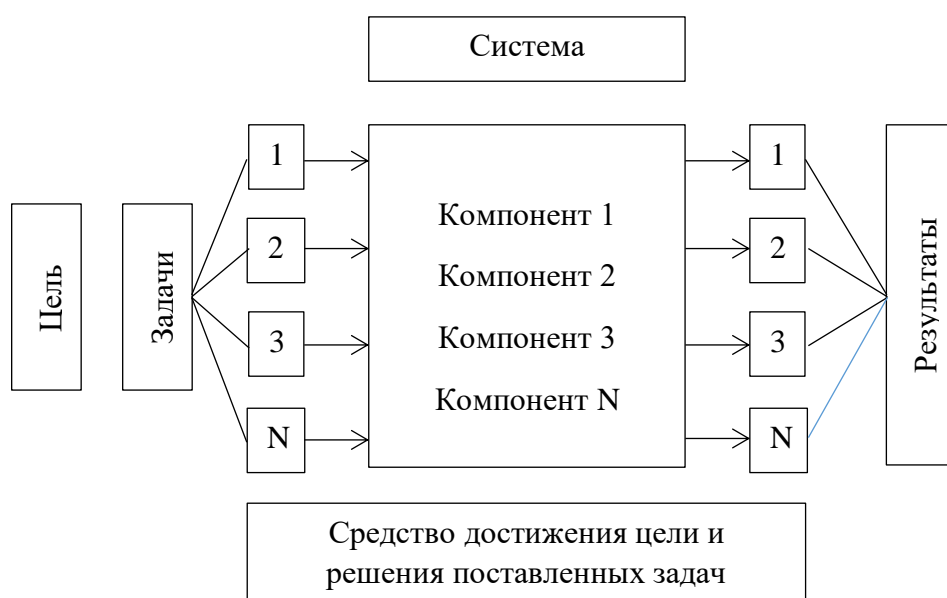 Система
Цель
Задачи
1
2
3
N
Компонент 1
Компонент 2
Компонент 3
Компонент N
1
2
3
N
Результаты
Средство достижения цели и
решения поставленных задач